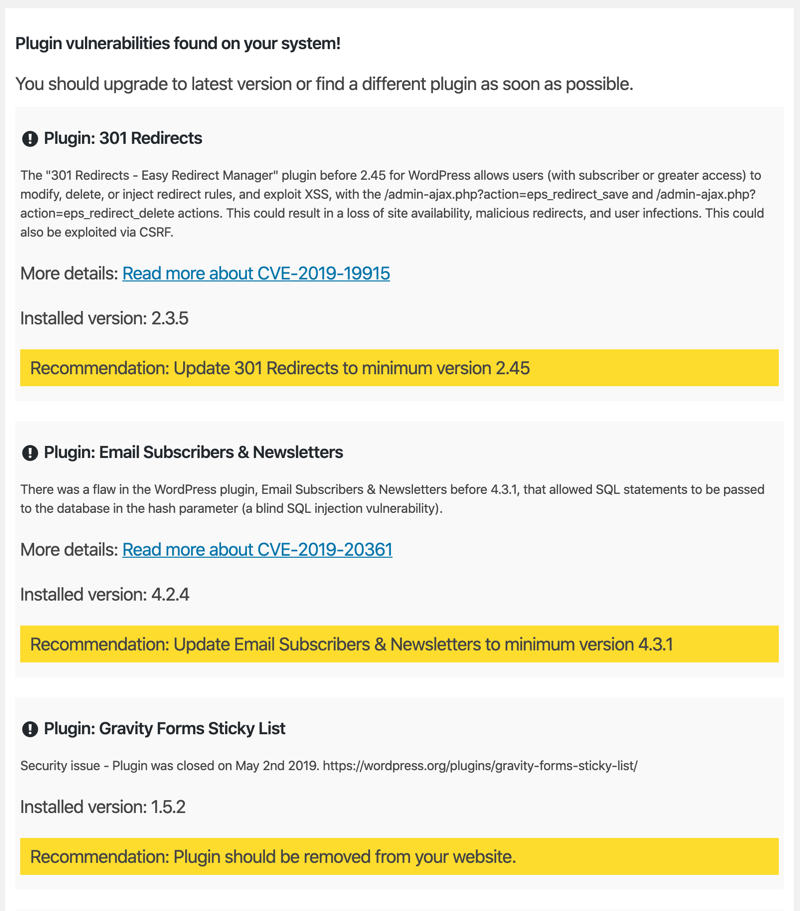 Plugin vulnerabilities found on your system!
You should upgrade to latest version or find a different plugin as soon as possible.
Plugin: 301 Redirects
The "301 Redirects - Easy Redirect Manager" plugin before 2.45 for WordPress allows users (with subscriber or greater access) to
modify, delete, or inject redirect rules, and exploit XSS, with the /admin-ajax.php?action=eps_redirect_save and /admin-ajax.php?
action=eps_redirect_delete actions. This could result in a loss of site availability, malicious redirects, and user infections. This could
also be exploited via CSRF.
More details: Read more about CVE-2019-19915
Installed version: 2.3.5
Recommendation: Update 301 Redirects to minimum version 2.45
Plugin: Email Subscribers & Newsletters
There was a flaw in the WordPress plugin, Email Subscribers & Newsletters before 4.3.1, that allowed SQL statements to be passed
to the database in the hash parameter (a blind SQL injection vulnerability).
More details: Read more about CVE-2019-20361
Installed version: 4.2.4
Recommendation: Update Email Subscribers & Newsletters to minimum version 4.3.1
Plugin: Gravity Forms Sticky List
Security issue - Plugin was closed on May 2nd 2019. https://wordpress.org/plugins/gravity-forms-sticky-list/
Installed version: 1.5.2
Recommendation: Plugin should be removed from your website.